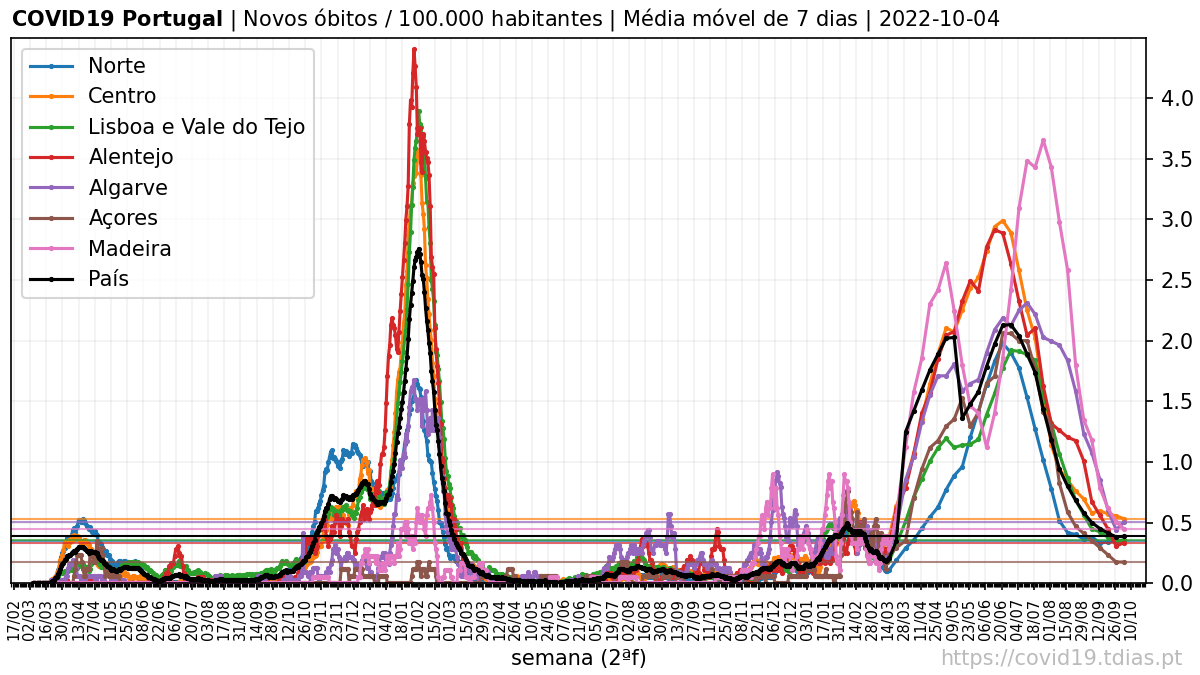 COVID19 Portugal | Novos óbitos / 100.000 habitantes | Média móvel de 7 dias | 2022-10-04
Norte
Centro
Lisboa e Vale do Tejo
Alentejo
Algarve
Açores
Madeira
País
4.0
3.5
3.0
2.5
2.0
1.5
1.0
0.5
0.0
17/02 02/03 16/03 30/03 13/04 27/04 11/05 25/05 08/06 22/06 06/07 20/07 03/08 17/08 31/08 14/09 28/09 12/10 26/10 09/11 23/11 07/12 21/12 04/01 18/01 01/02 15/02 01/03 15/03 29/03 12/04 26/04 10/05 24/05 07/06 21/06 05/07 19/07 02/08 16/08 30/08 13/09 27/09 11/10 25/10 08/11 22/11 06/12 20/12 03/01 17/01 31/01 14/02 28/02 14/03 28/03 11/04 25/04 09/05 23/05 06/06 20/06 04/07 18/07 01/08 15/08 29/08 12/09 26/09 10/10
semana (2ªf)
https://covid19.tdias.pt